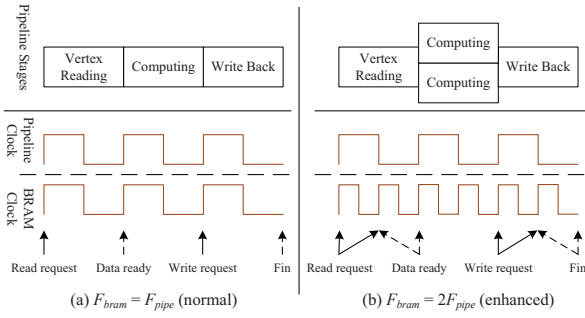 Pipeline Stages
Vertex
Reading
Computing
Write Back
Vertex
Reading
Computing
Computing
Write Back
Pipeline
Clock
BRAM
Clock
Read request
Data ready
Write request
Fin
Read request
Data ready
Write request
Fin
(a) F_bram = F_pipe (normal)
(b) F_bram = 2F_pipe (enhanced)